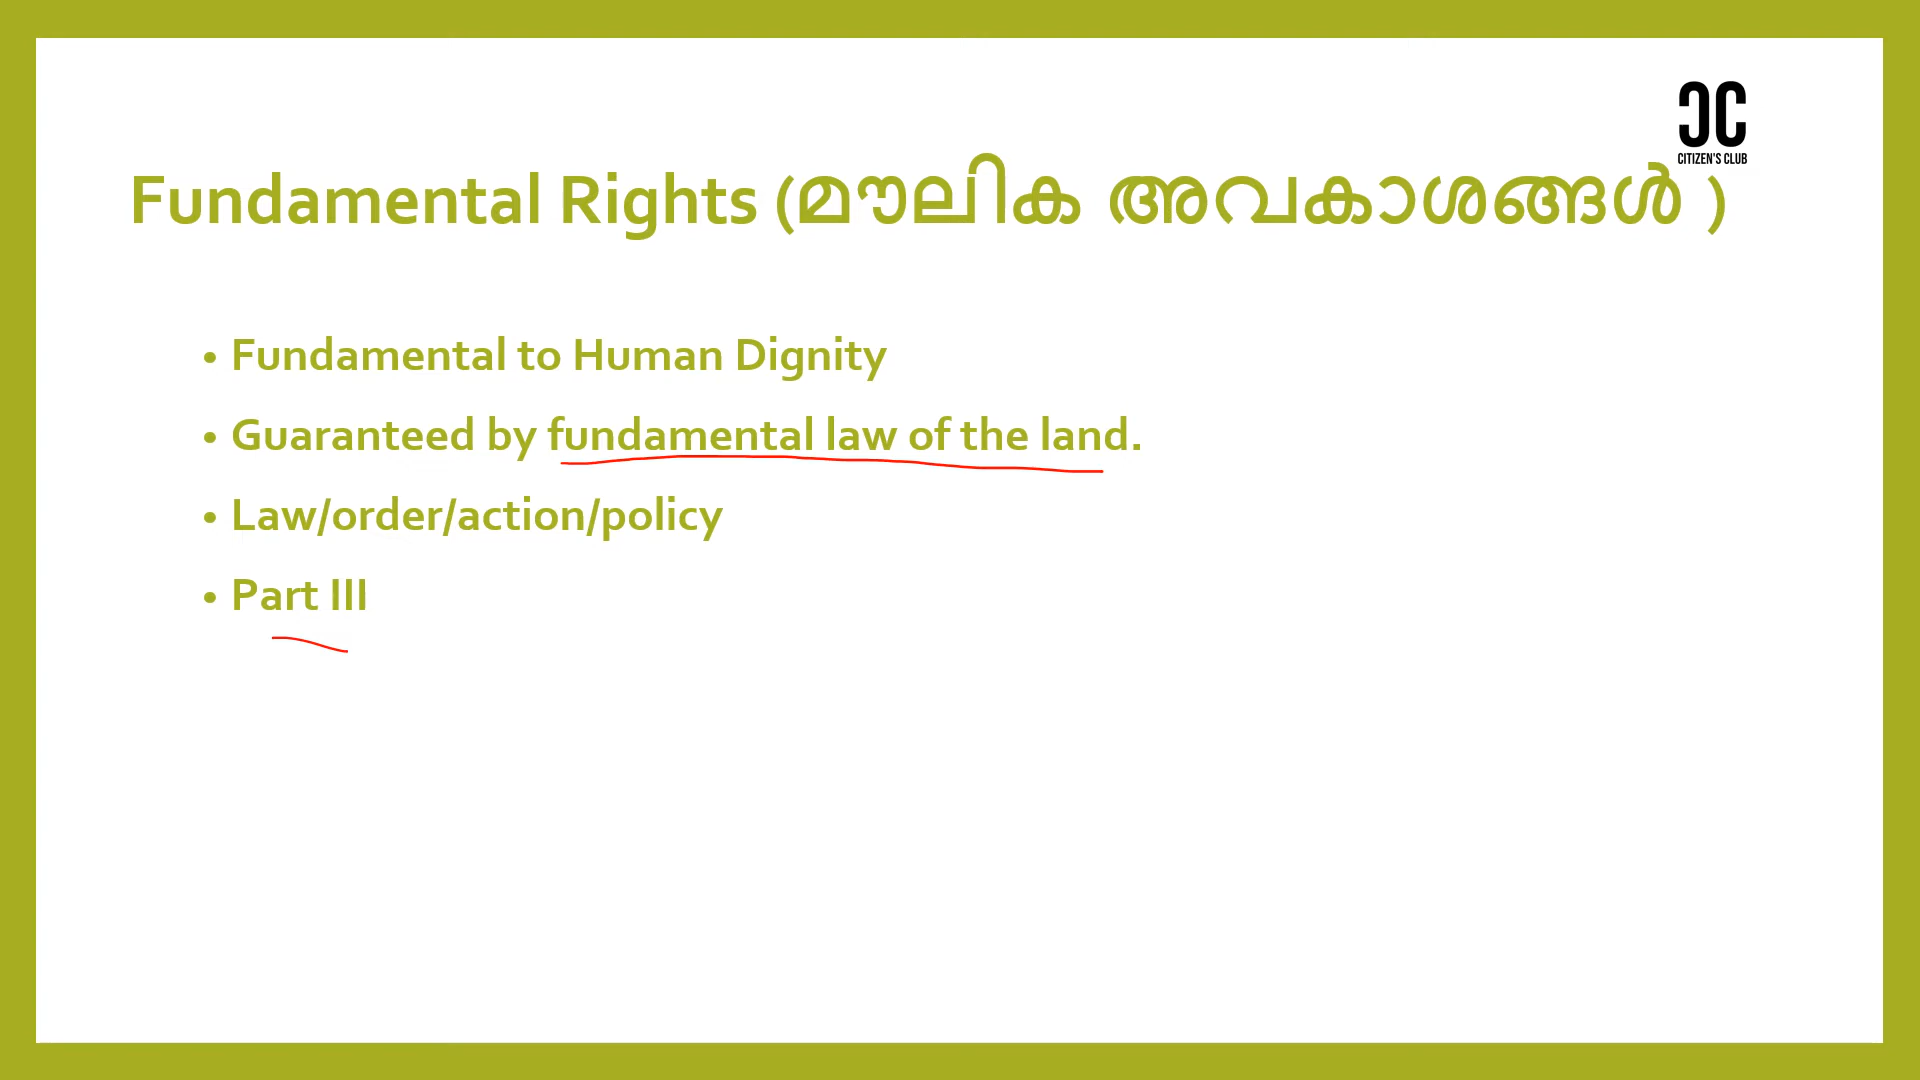 CITIZEN'S CLUB
Fundamental Rights (മൗലിക അവകാശങ്ങൾ )
• Fundamental to Human Dignity
• Guaranteed by fundamental law of the land.
• Law/order/action/policy
• Part III